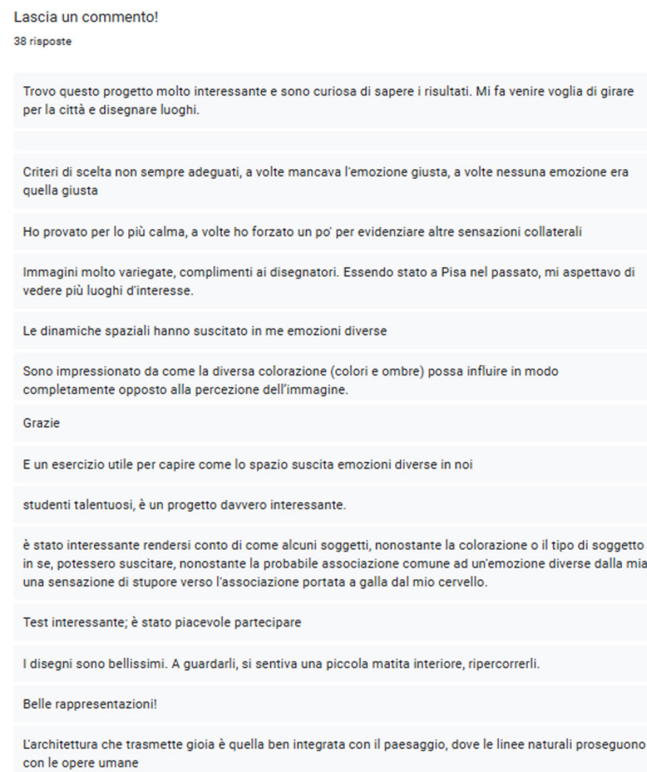 Lascia un commento!
38 risposte
Trovo questo progetto molto interessante e sono curiosa di sapere i risultati. Mi fa venire voglia di girare
per la città e disegnare luoghi.
Criteri di scelta non sempre adeguati, a volte mancava l'emozione giusta, a volte nessuna emozione era
quella giusta
Ho provato per lo più calma, a volte ho forzato un po' per evidenziare altre sensazioni collaterali
Immagini molto variegate, complimenti ai disegnatori. Essendo stato a Pisa nel passato, mi aspettavo di
vedere più luoghi d'interesse.
Le dinamiche spaziali hanno suscitato in me emozioni diverse
Sono impressionato da come la diversa colorazione (colori e ombre) possa influire in modo
completamente opposto alla percezione dell'immagine.
Grazie
E un esercizio utile per capire come lo spazio suscita emozioni diverse in noi
studenti talentuosi, è un progetto davvero interessante.
è stato interessante rendersi conto di come alcuni soggetti, nonostante la colorazione o il tipo di soggetto
in se, potessero suscitare, nonostante la probabile associazione comune ad un'emozione diverse dalla mia
una sensazione di stupore verso l'associazione portata a galla dal mio cervello.
Test interessante; è stato piacevole partecipare
I disegni sono bellissimi. A guardarli, si sentiva una piccola matita interiore, ripercorrerli.
Belle rappresentazioni!
L'architettura che trasmette gioia è quella ben integrata con il paesaggio, dove le linee naturali proseguono
con le opere umane